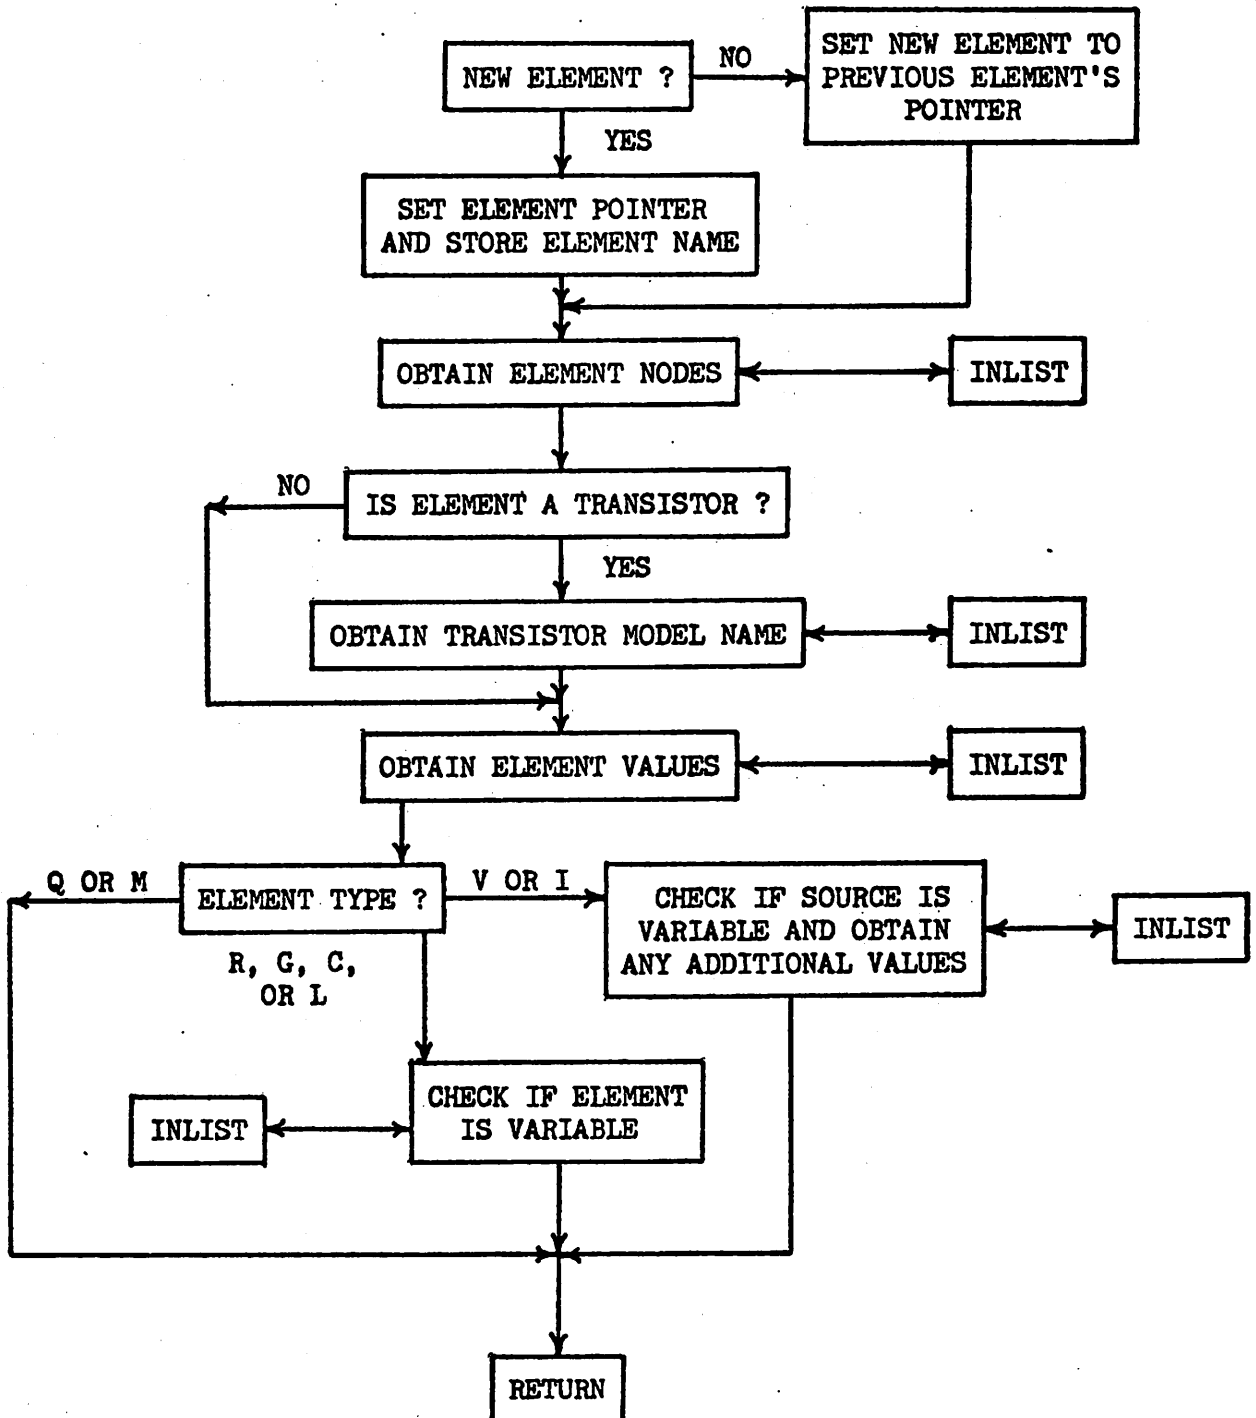 NEW ELEMENT ?
NO
SET NEW ELEMENT TO
PREVIOUS ELEMENT'S
POINTER
YES
SET ELEMENT POINTER
AND STORE ELEMENT NAME
OBTAIN ELEMENT NODES
INLIST
NO
IS ELEMENT A TRANSISTOR ?
YES
OBTAIN TRANSISTOR MODEL NAME
INLIST
OBTAIN ELEMENT VALUES
INLIST
Q OR M
ELEMENT TYPE ?
V OR I
CHECK IF SOURCE IS
VARIABLE AND OBTAIN
ANY ADDITIONAL VALUES
INLIST
R, G, C,
OR L
CHECK IF ELEMENT
IS VARIABLE
INLIST
RETURN